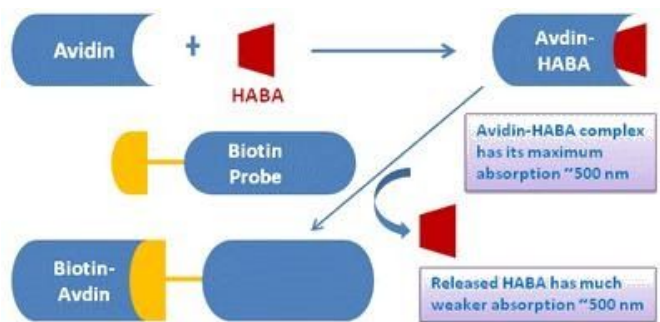 Avidin
+
HABA
Avdin-
HABA
Biotin
Probe
Avidin-HABA complex
has its maximum
absorption ~500 nm
Biotin-
Avdin
Released HABA has much
weaker absorption ~500 nm